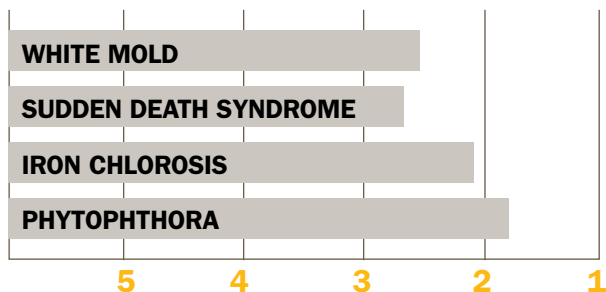 WHITE MOLD
SUDDEN DEATH SYNDROME
IRON CHLOROSIS
PHYTOPHTHORA
5 4 3 2 1